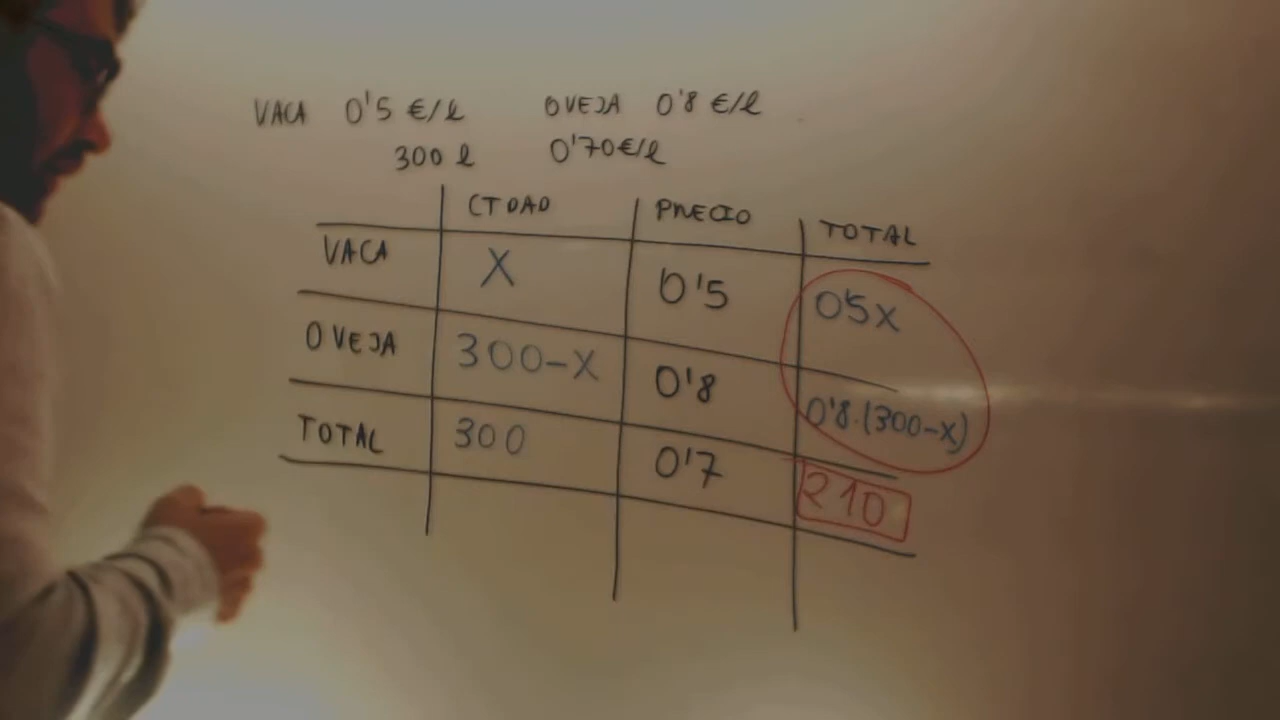 VACA 0'5 €/l OVEJA 0'8 €/l
300 l 0'70€/l
CTDAD PRECIO TOTAL
VACA X 0'5 0'5X
OVEJA 300-X 0'8 0'8·(300-X)
TOTAL 300 0'7 210